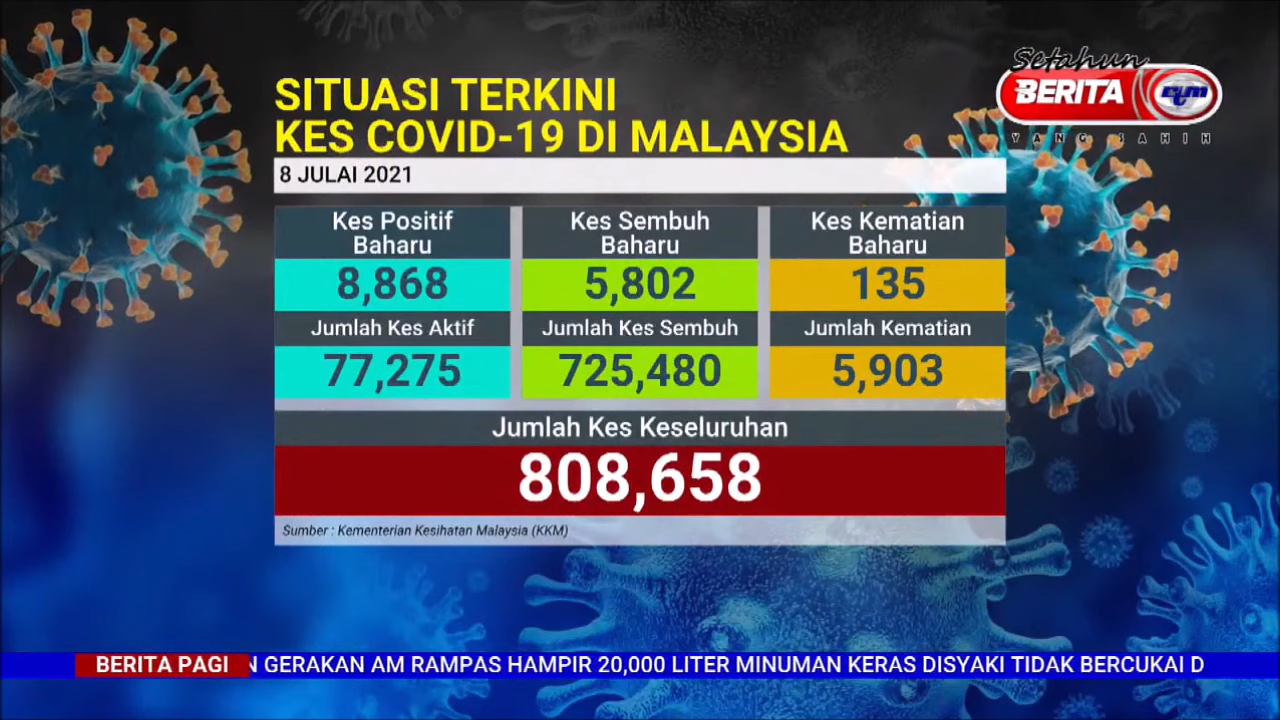 SITUASI TERKINI
KES COVID-19 DI MALAYSIA
8 JULAI 2021
Setahun
BERITA
rtm
YANG SAHIH
Kes Positif
Baharu
8,868
Kes Sembuh
Baharu
5,802
Kes Kematian
Baharu
135
Jumlah Kes Aktif
77,275
Jumlah Kes Sembuh
725,480
Jumlah Kematian
5,903
Jumlah Kes Keseluruhan
808,658
Sumber : Kementerian Kesihatan Malaysia (KKM)
BERITA PAGI
N GERAKAN AM RAMPAS HAMPIR 20,000 LITER MINUMAN KERAS DISYAKI TIDAK BERCUKAI D